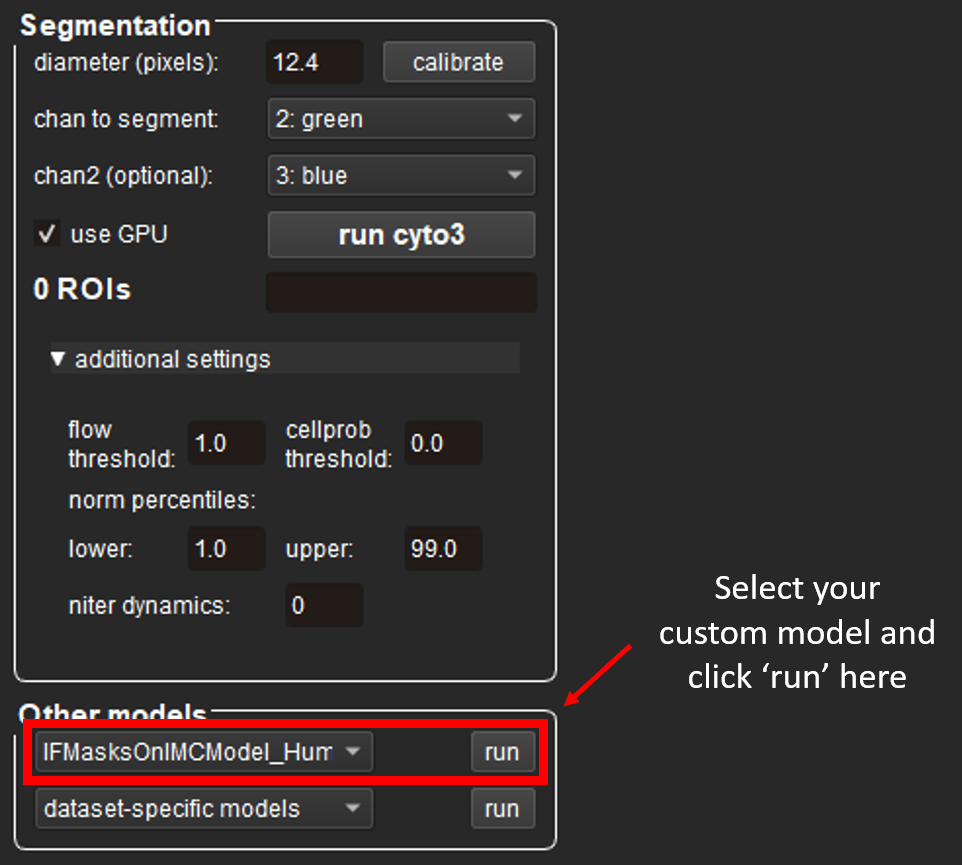 Segmentation
diameter (pixels): 12.4 calibrate
chan to segment: 2: green
chan2 (optional): 3: blue
use GPU run cyto3
0 ROIs
additional settings
flow threshold: 1.0 cellprob threshold: 0.0
norm percentiles:
lower: 1.0 upper: 99.0
niter dynamics: 0
Select your
custom model and
click ‘run’ here
Other models
IFMasksOnIMCModel_Hum run
dataset-specific models run